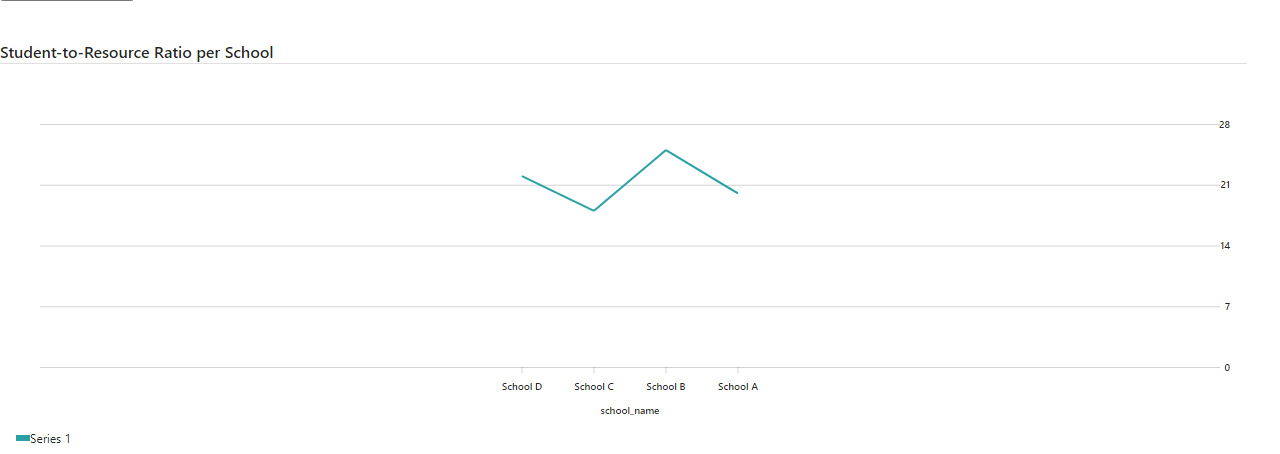 Student-to-Resource Ratio per School
28
21
14
7
0
School D School C School B School A
school_name
Series 1